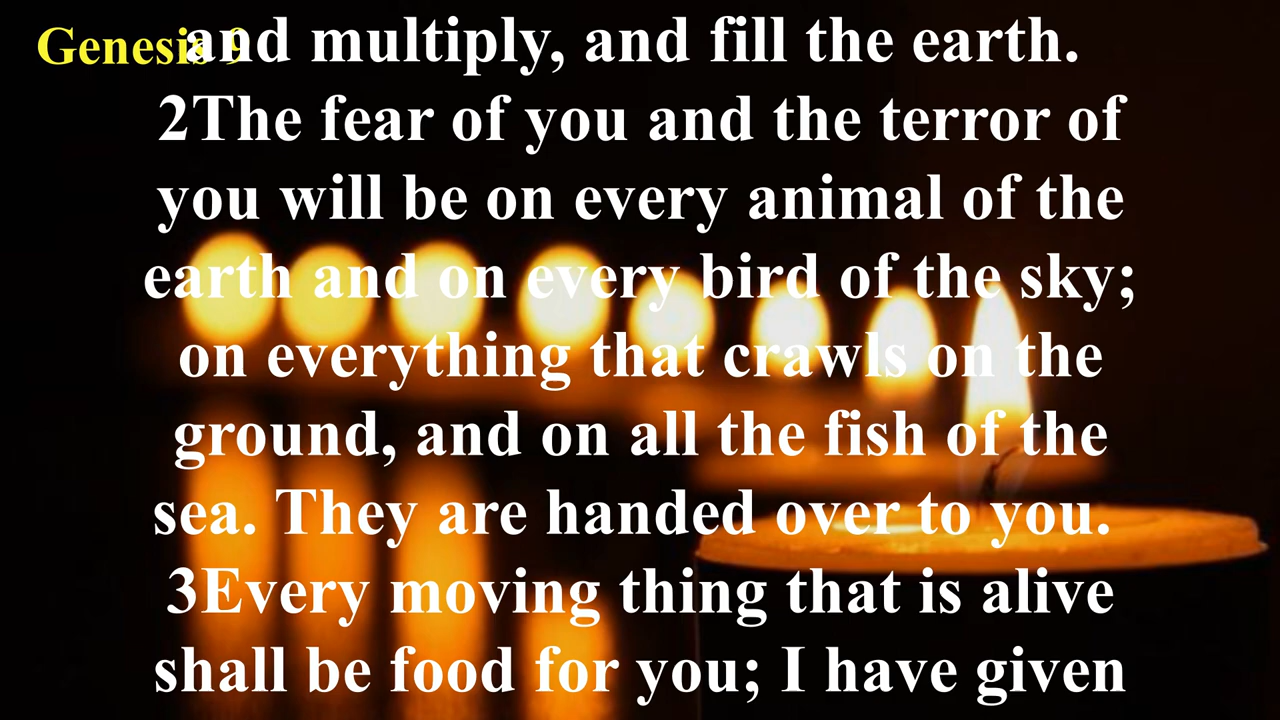 Genesis 9
and multiply, and fill the earth.
2The fear of you and the terror of
you will be on every animal of the
earth and on every bird of the sky;
on everything that crawls on the
ground, and on all the fish of the
sea. They are handed over to you.
3Every moving thing that is alive
shall be food for you; I have given